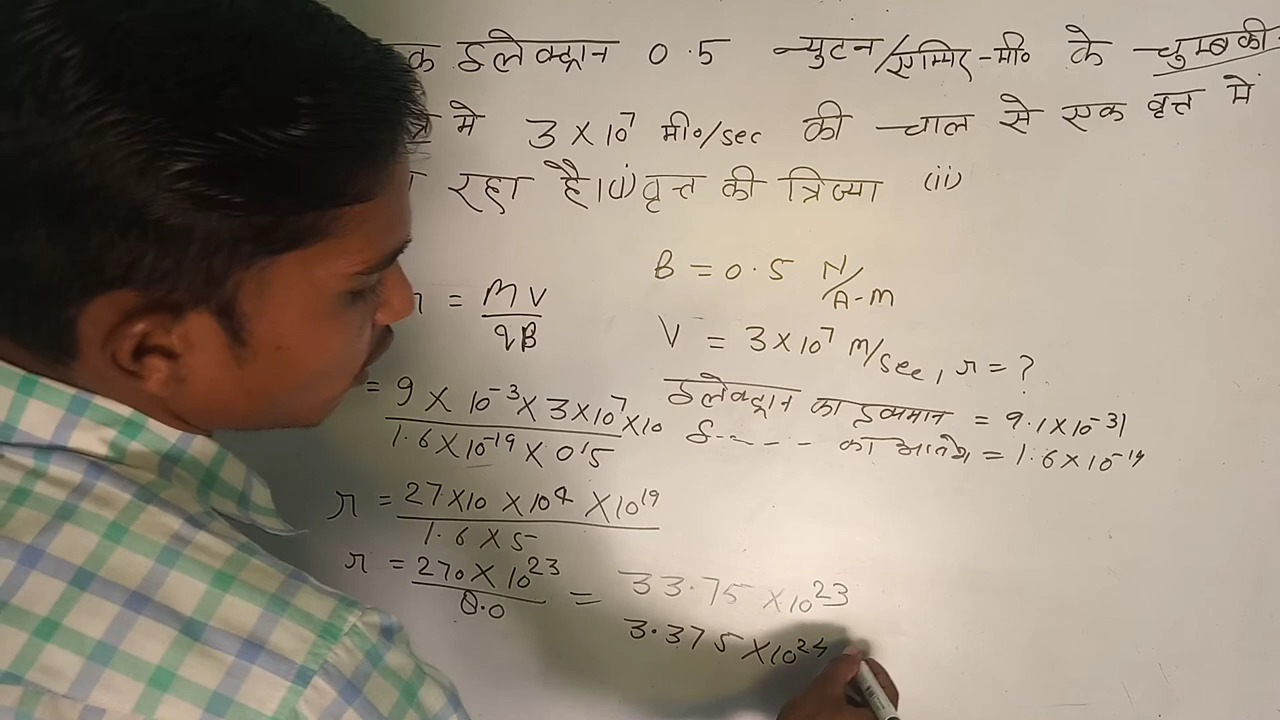 क इलेक्ट्रान 0.5 न्युटन/एम्पियर-मी० के चुम्बकी
त्र मे 3×10⁷ मी०/sec की चाल से एक वृत्त में
रहा है।(i) वृत्त की त्रिज्या (ii)
B = 0.5 N/A-M
r = MV/qB
V = 3×10⁷ M/sec, r = ?
= 9×10⁻³×3×10⁷×10/1.6×10⁻¹⁹×0.5
इलेक्ट्रान का द्रव्यमान = 9.1×10⁻³¹
इ---- का आवेश = 1.6×10⁻¹⁹
r = 27×10×10⁴×10¹⁹/1.6×5
r = 270×10²³/8.0 = 33.75×10²³
3.375×10²⁴